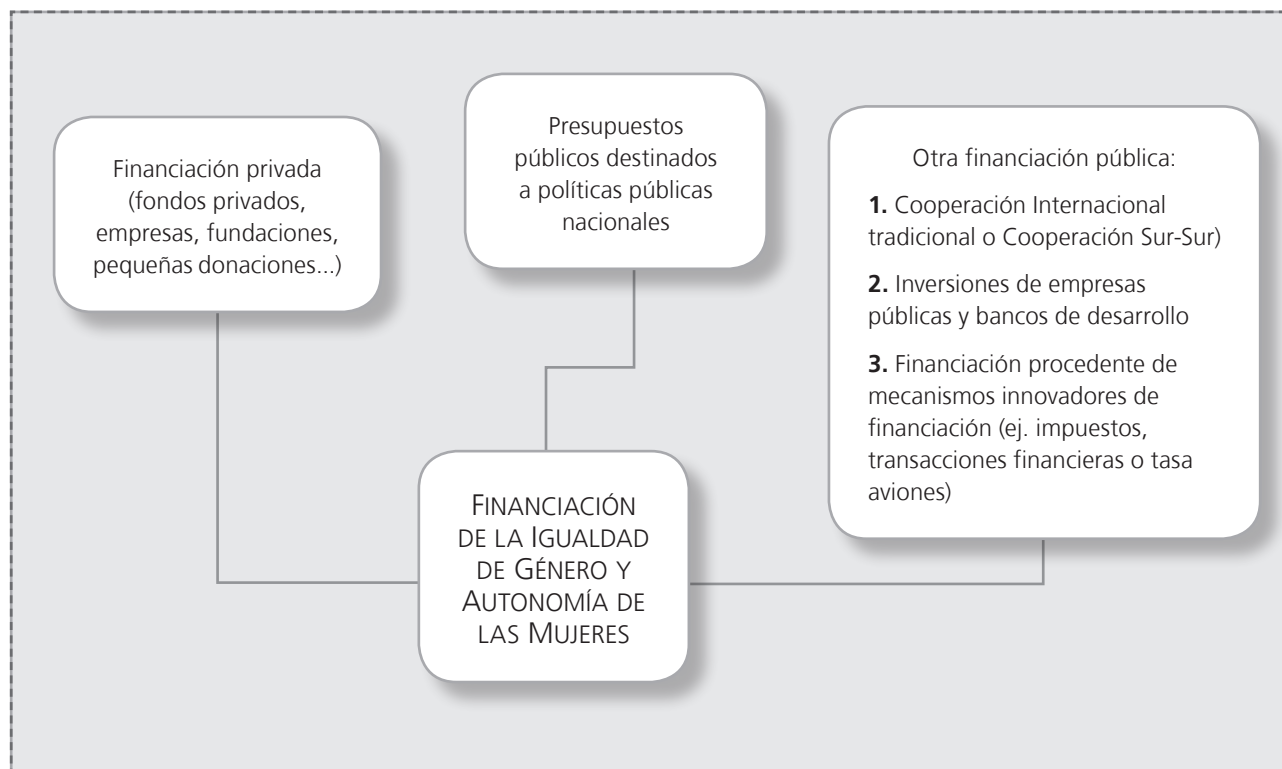 Financiación privada
(fondos privados,
empresas, fundaciones,
pequeñas donaciones...)
Presupuestos
públicos destinados
a políticas públicas
nacionales
Otra financiación pública:
1. Cooperación Internacional
tradicional o Cooperación Sur-Sur)
2. Inversiones de empresas
públicas y bancos de desarrollo
3. Financiación procedente de
mecanismos innovadores de
financiación (ej. impuestos,
transacciones financieras o tasa
aviones)
FINANCIACIÓN
DE LA IGUALDAD
DE GÉNERO Y
AUTONOMÍA DE
LAS MUJERES